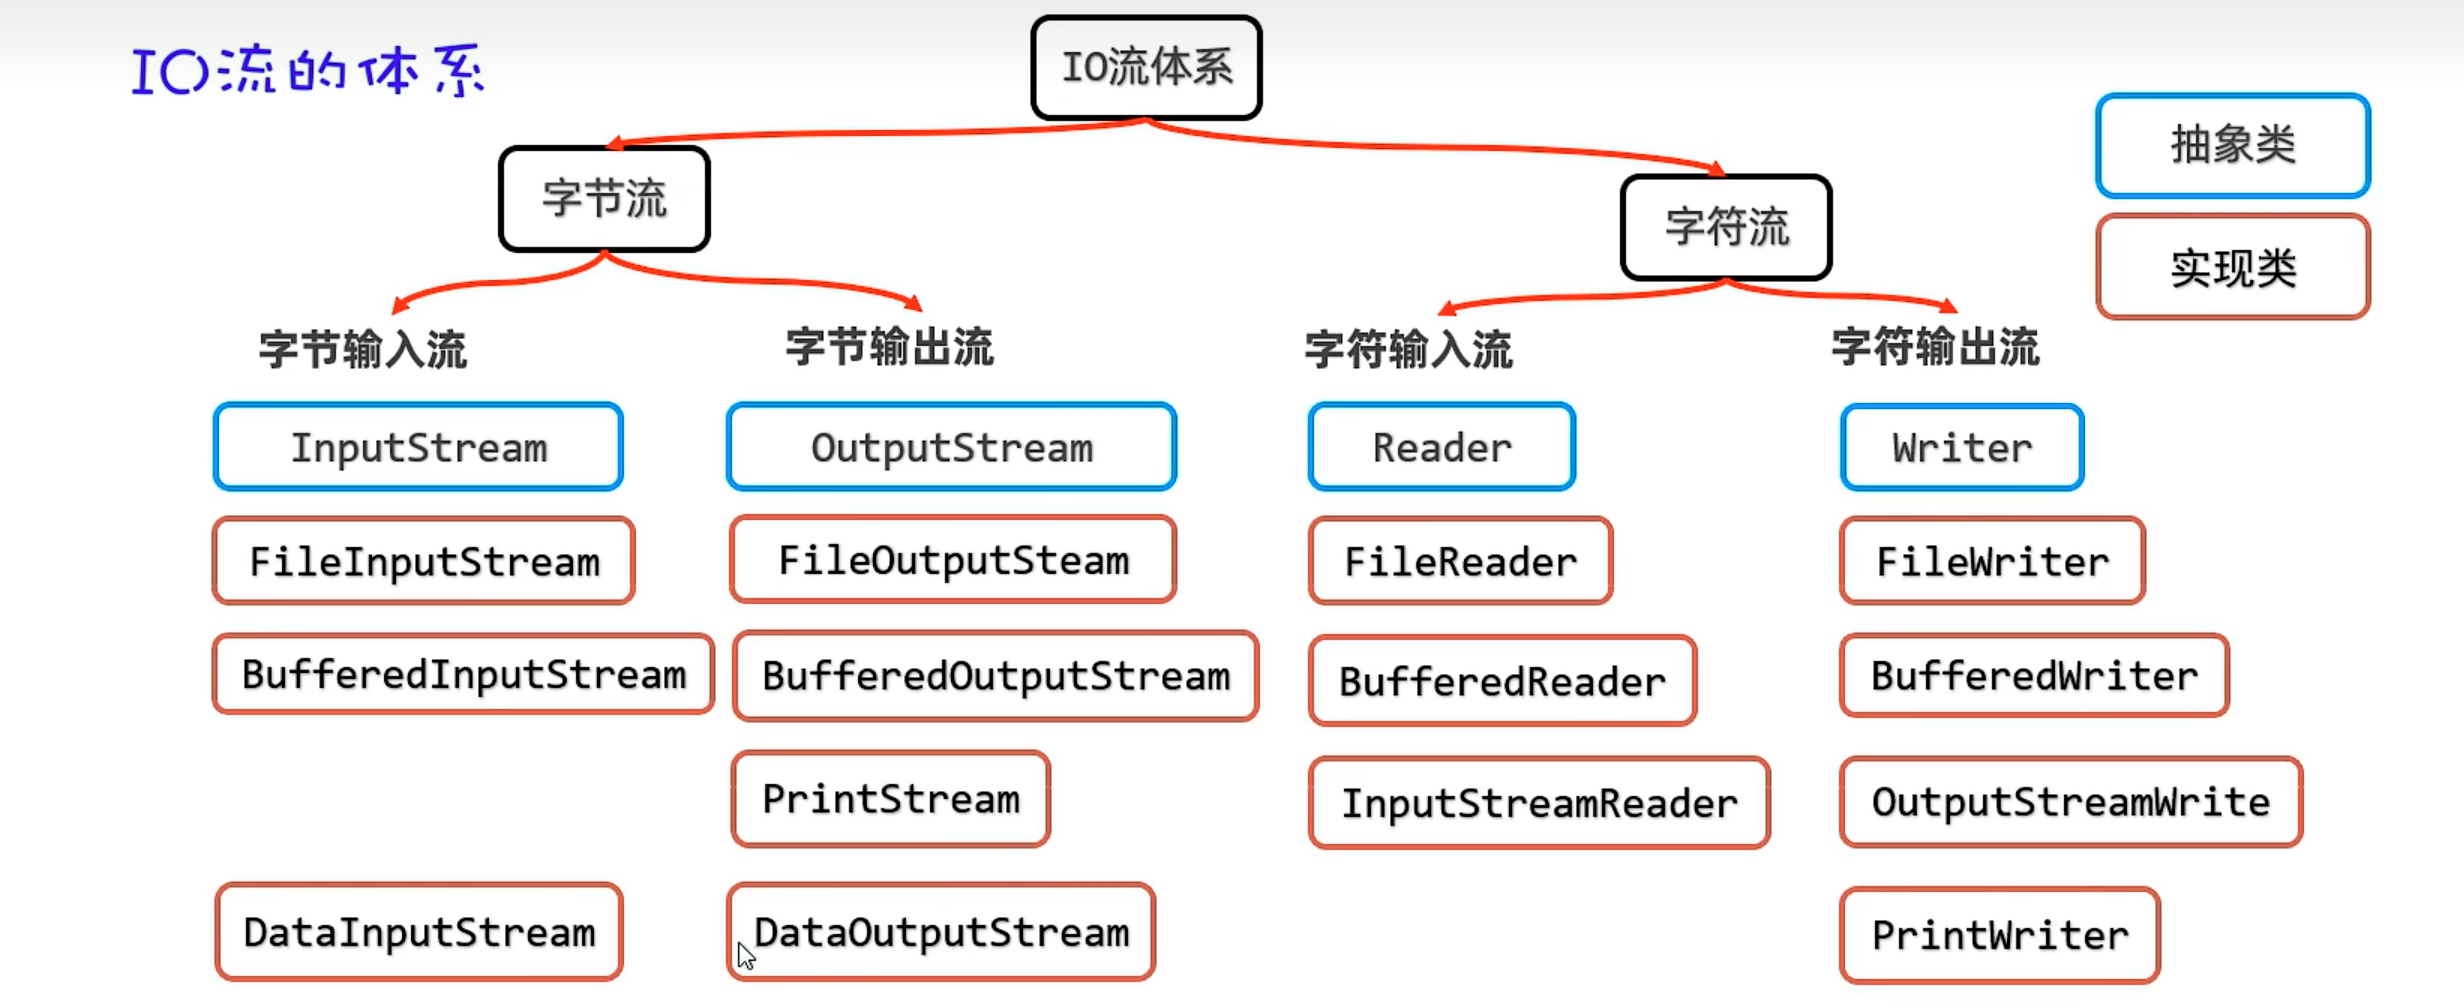 IO流的体系
IO流体系
抽象类
实现类
字节流
字符流
字节输入流
字节输出流
字符输入流
字符输出流
InputStream
OutputStream
Reader
Writer
FileInputStream
FileOutputSteam
FileReader
FileWriter
BufferedInputStream
BufferedOutputStream
BufferedReader
BufferedWriter
PrintStream
InputStreamReader
OutputStreamWrite
DataInputStream
DataOutputStream
PrintWriter